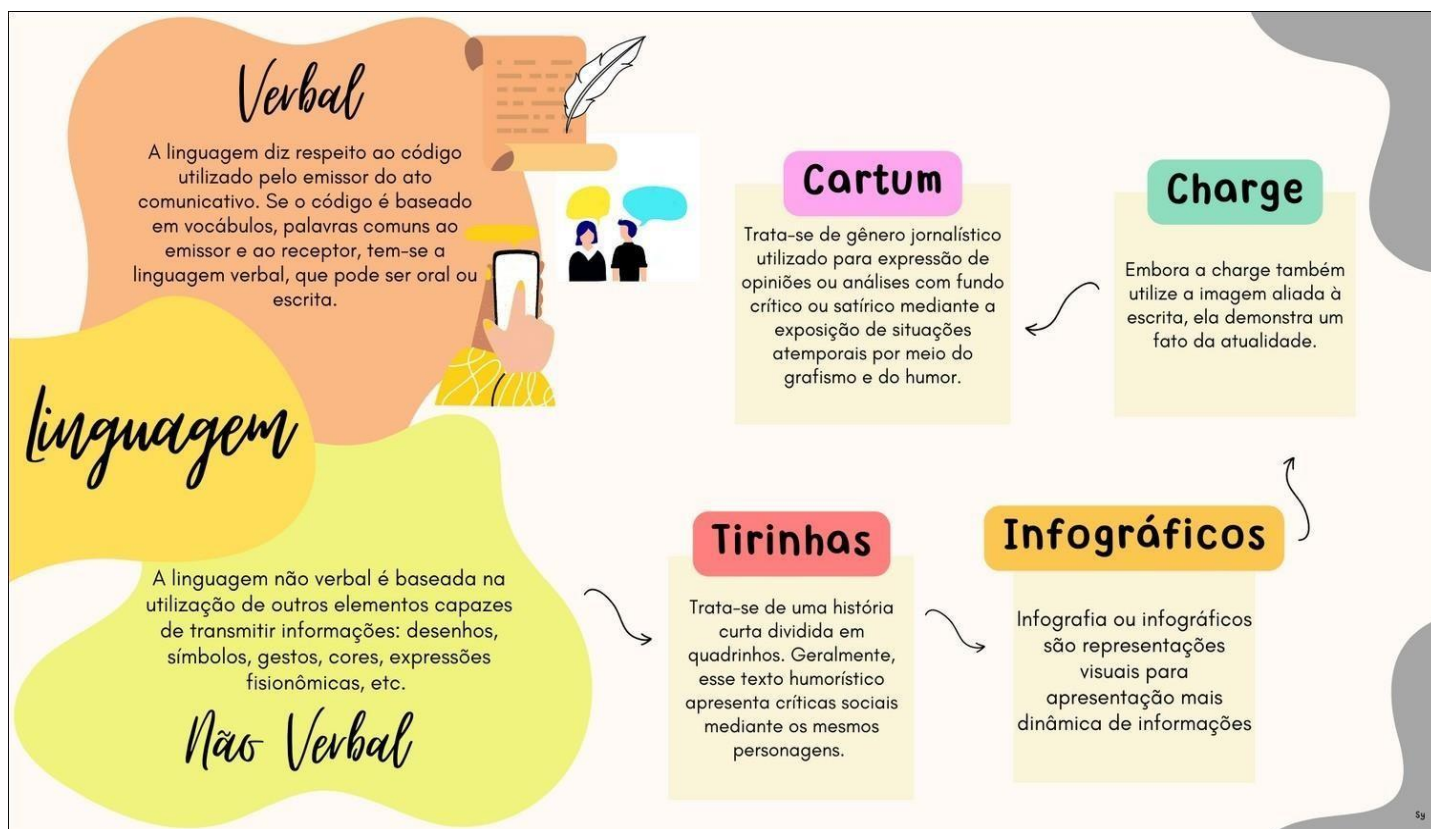 Verbal
A linguagem diz respeito ao código
utilizado pelo emissor do ato
comunicativo. Se o código é baseado
em vocábulos, palavras comuns ao
emissor e ao receptor, tem-se a
linguagem verbal, que pode ser oral ou
escrita.
Linguagem
A linguagem não verbal é baseada na
utilização de outros elementos capazes
de transmitir informações: desenhos,
símbolos, gestos, cores, expressões
fisionômicas, etc.
Não Verbal
Tirinhas
Trata-se de uma história
curta dividida em
quadrinhos. Geralmente,
esse texto humorístico
apresenta críticas sociais
mediante os mesmos
personagens.
Infográficos
Infografia ou infográficos
são representações
visuais para
apresentação mais
dinâmica de informações
Charge
Embora a charge também
utilize a imagem aliada à
escrita, ela demonstra um
fato da atualidade.
Cartum
Trata-se de gênero jornalístico
utilizado para expressão de
opiniões ou análises com fundo
crítico ou satírico mediante a
exposição de situações
atemporais por meio do
grafismo e do humor.
Sy